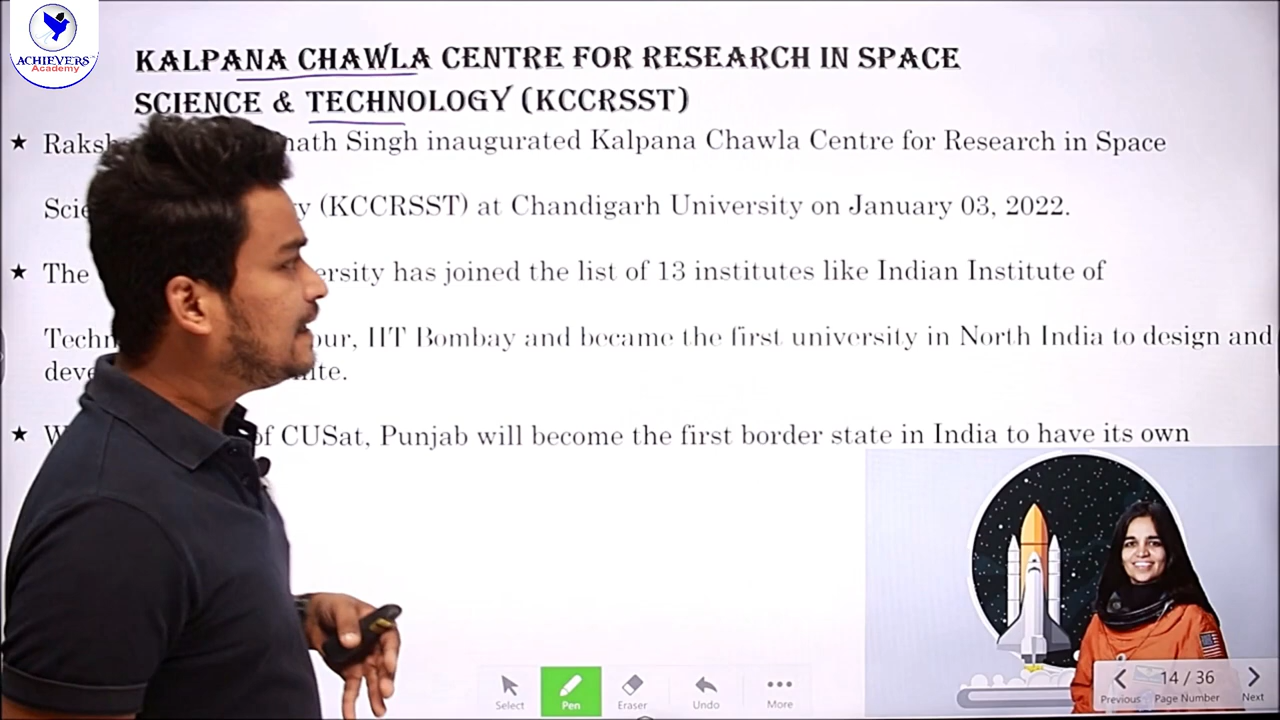 ACHIEVERS
Academy
KALPANA CHAWLA CENTRE FOR RESEARCH IN SPACE
SCIENCE & TECHNOLOGY (KCCRSST)
★ Raksh nath Singh inaugurated Kalpana Chawla Centre for Research in Space
Scie y (KCCRSST) at Chandigarh University on January 03, 2022.
★ The ersity has joined the list of 13 institutes like Indian Institute of
Techn pur, IIT Bombay and became the first university in North India to design and
deve ite.
★ W of CUSat, Punjab will become the first border state in India to have its own
Select Pen Eraser Undo More
14 / 36
Previous Page Number Next